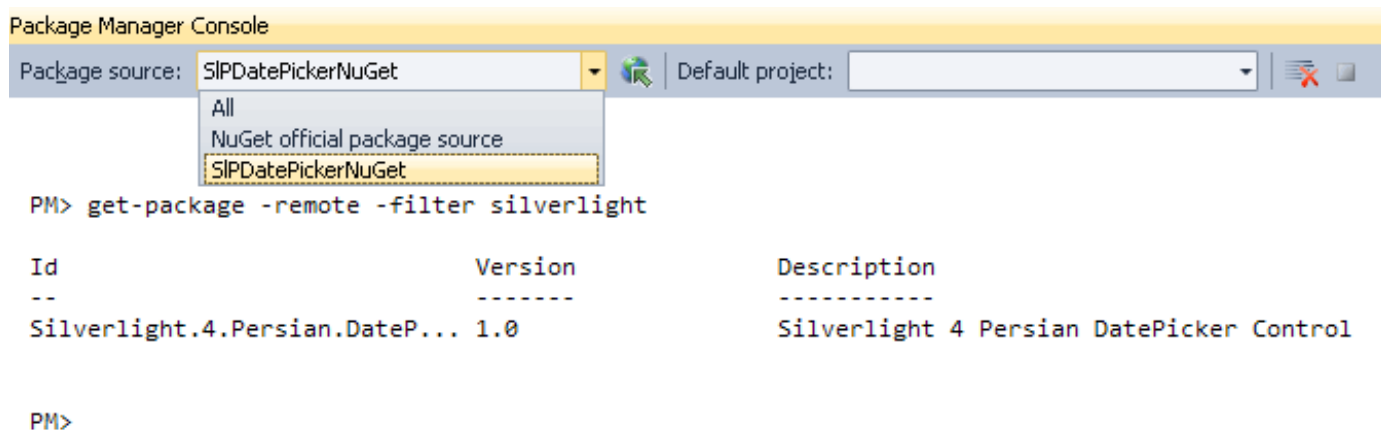 Package Manager Console
Package source: SlPDatePickerNuGet Default project:
All
NuGet official package source
SlPDatePickerNuGet
PM> get-package -remote -filter silverlight
Id Version Description
-- ------- -----------
Silverlight.4.Persian.DateP... 1.0 Silverlight 4 Persian DatePicker Control
PM>